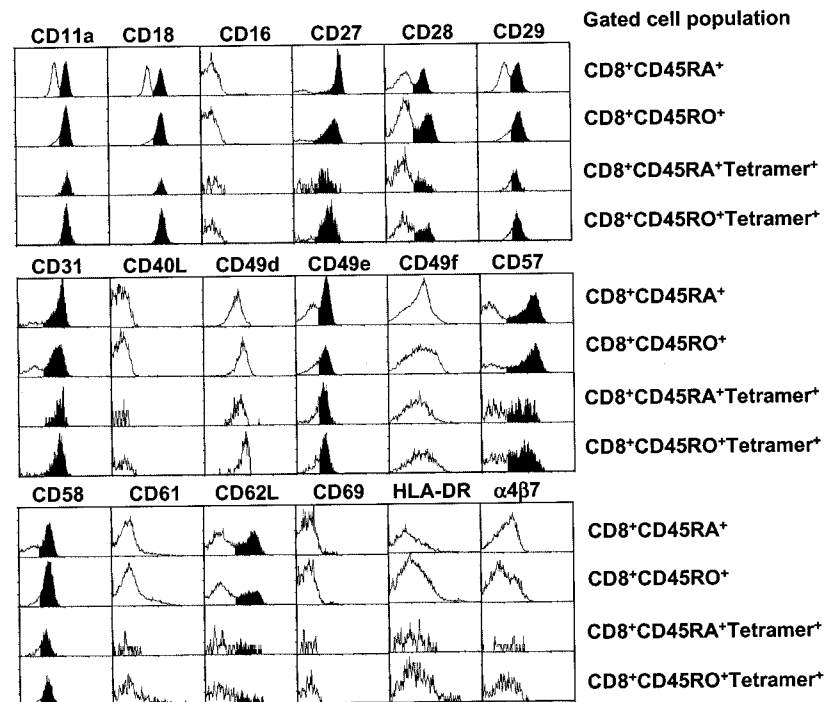 Gated cell population
CD11a CD18 CD16 CD27 CD28 CD29
CD8+CD45RA+
CD8+CD45RO+
CD8+CD45RA+Tetramer+
CD8+CD45RO+Tetramer+
CD31 CD40L CD49d CD49e CD49f CD57
CD8+CD45RA+
CD8+CD45RO+
CD8+CD45RA+Tetramer+
CD8+CD45RO+Tetramer+
CD58 CD61 CD62L CD69 HLA-DR α4β7
CD8+CD45RA+
CD8+CD45RO+
CD8+CD45RA+Tetramer+
CD8+CD45RO+Tetramer+